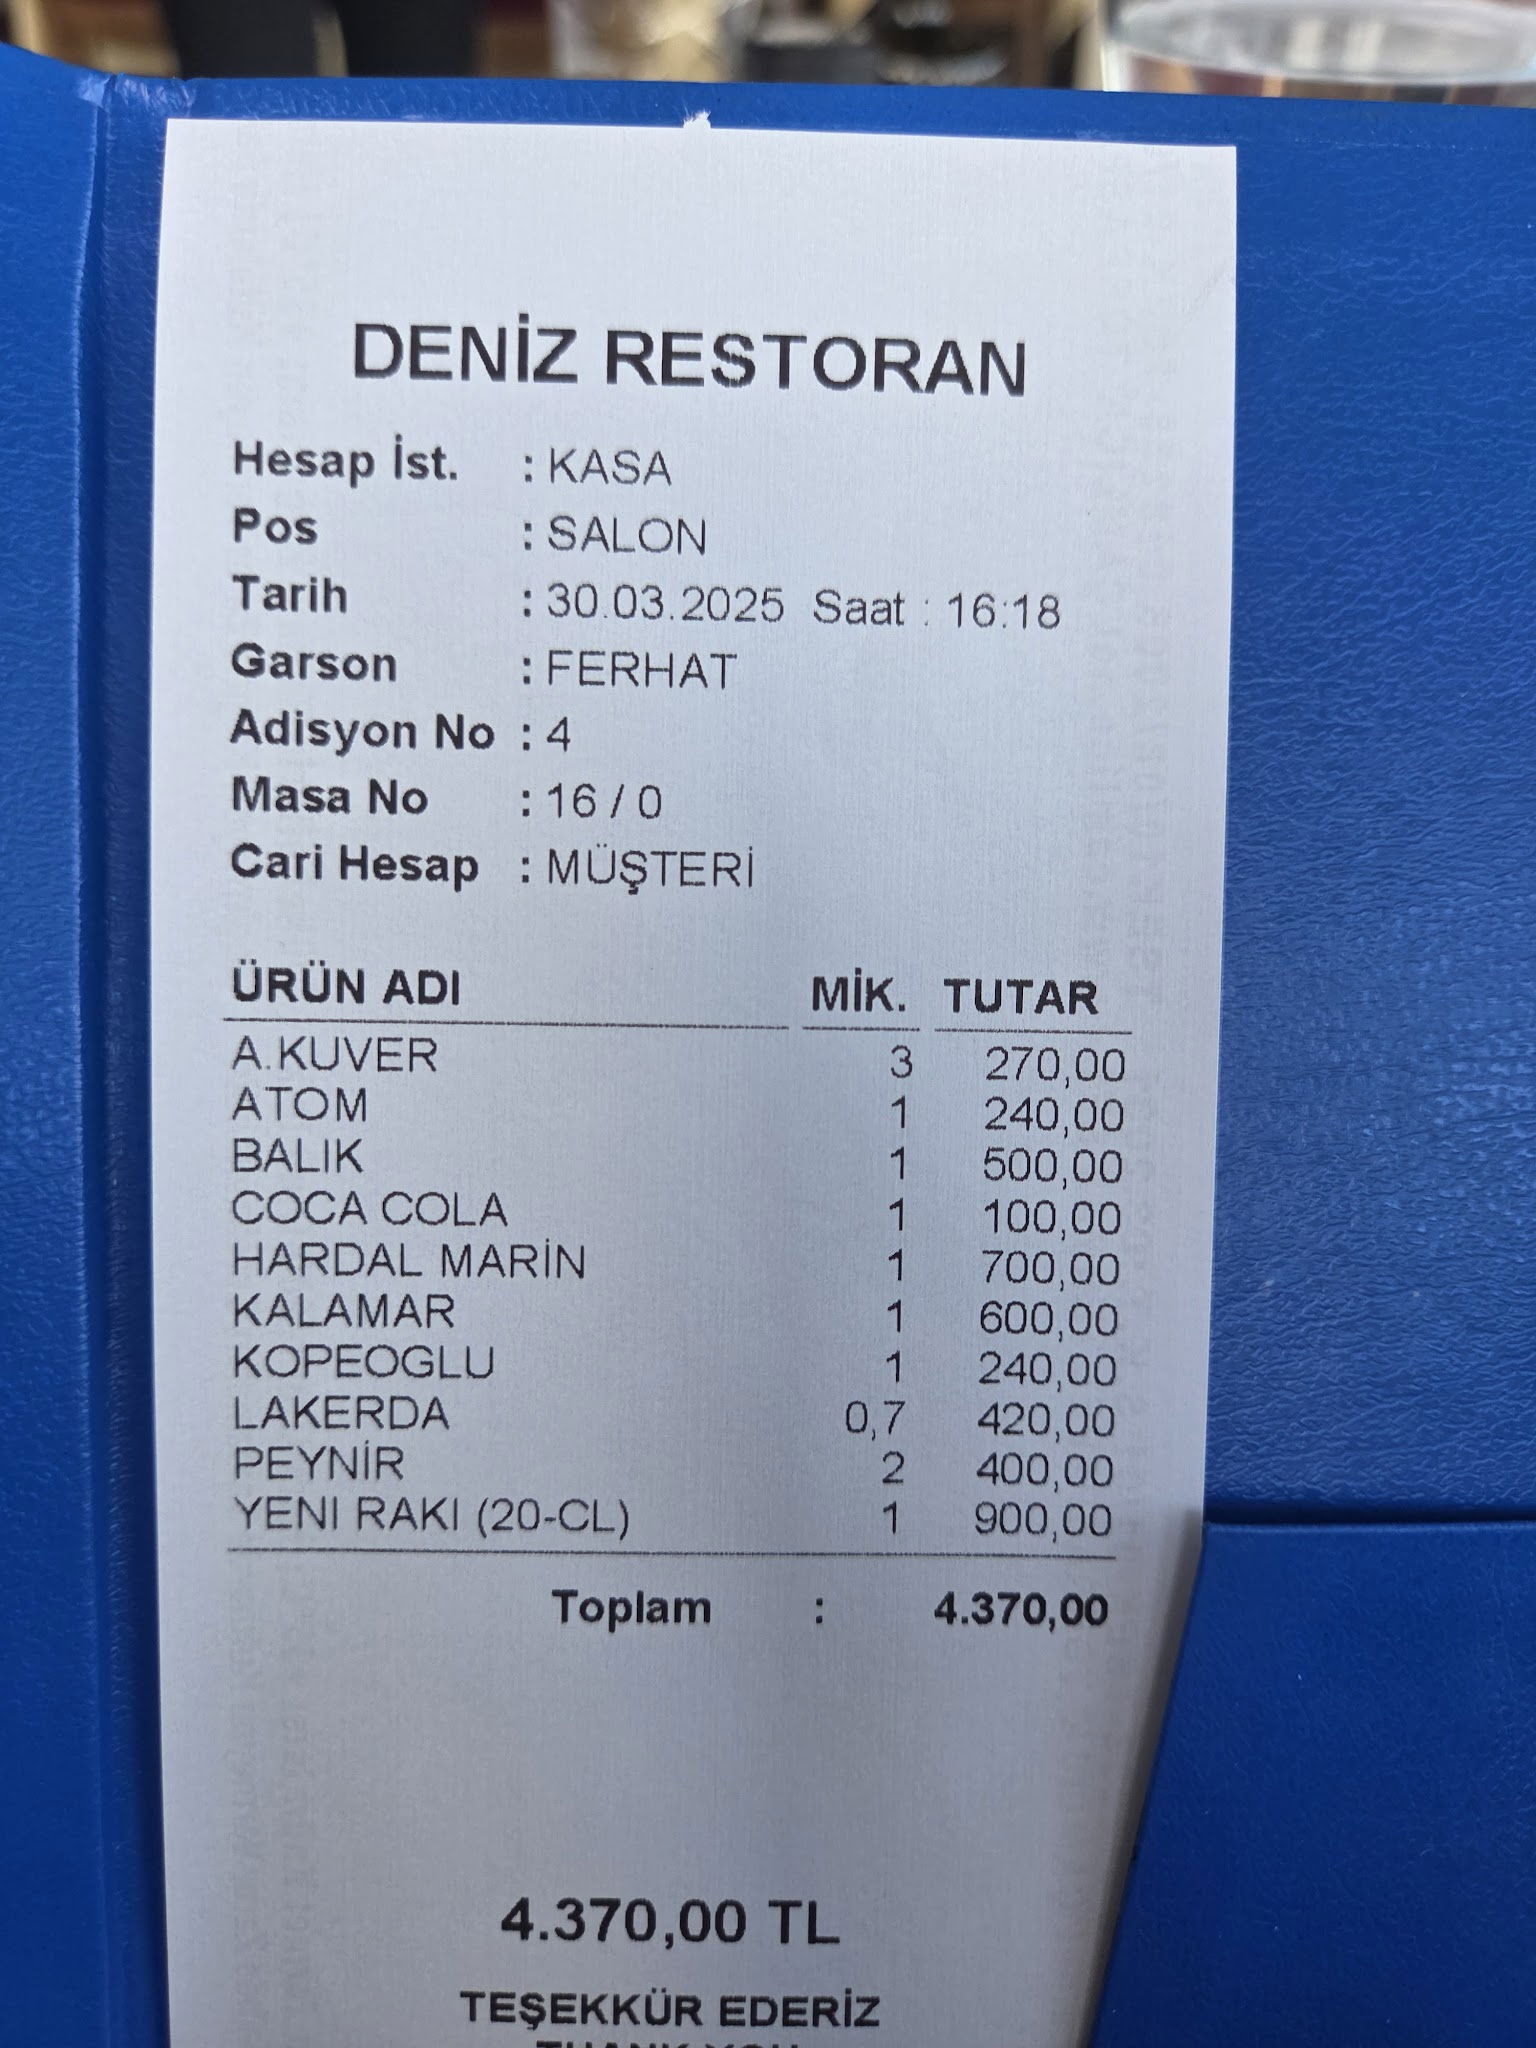 DENİZ RESTORAN
Hesap İst. : KASA
Pos : SALON
Tarih : 30.03.2025 Saat : 16:18
Garson : FERHAT
Adisyon No : 4
Masa No : 16 / 0
Cari Hesap : MÜŞTERİ
ÜRÜN ADI MİK. TUTAR
A.KUVER 3 270,00
ATOM 1 240,00
BALIK 1 500,00
COCA COLA 1 100,00
HARDAL MARİN 1 700,00
KALAMAR 1 600,00
KOPEOGLU 1 240,00
LAKERDA 0,7 420,00
PEYNİR 2 400,00
YENI RAKI (20-CL) 1 900,00
Toplam : 4.370,00
4.370,00 TL
TEŞEKKÜR EDERİZ
THANK YOU